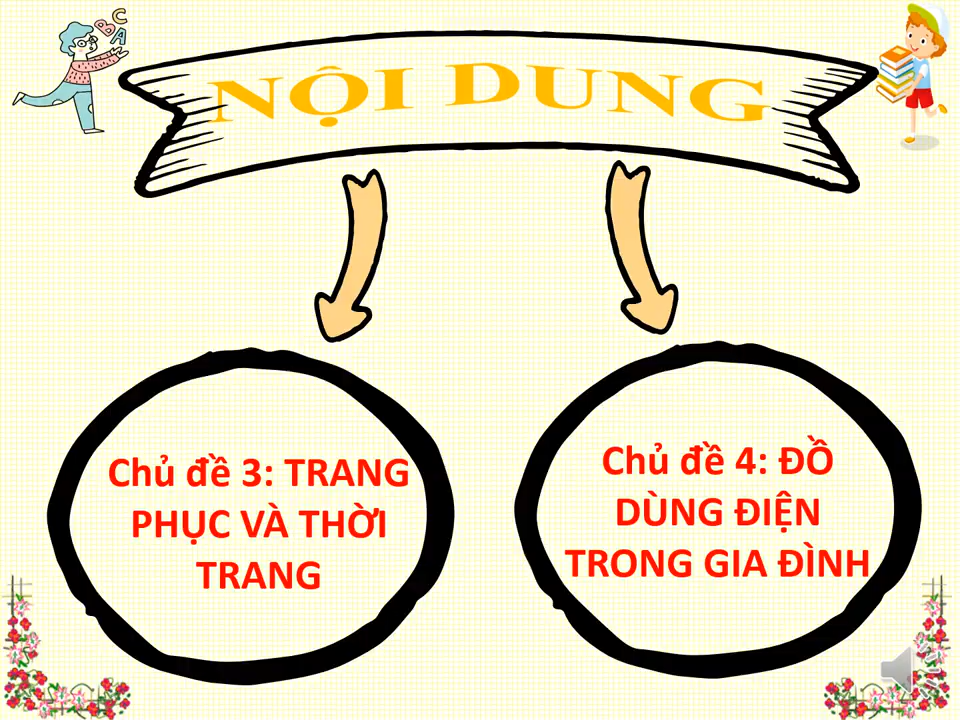 BCA
NỘI DUNG
Chủ đề 3: TRANG
PHỤC VÀ THỜI
TRANG
Chủ đề 4: ĐỒ
DÙNG ĐIỆN
TRONG GIA ĐÌNH